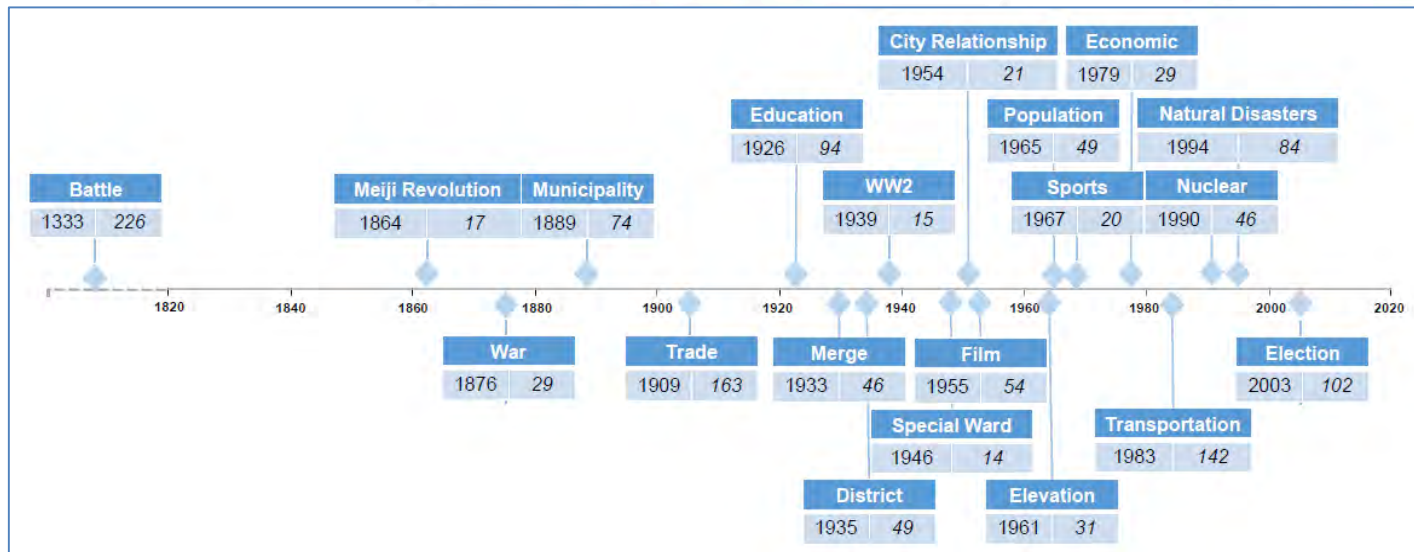 City Relationship Economic
1954 21 1979 29
Education Population Natural Disasters
1926 94 1965 49 1994 84
Battle Meiji Revolution Municipality WW2 Sports Nuclear
1333 226 1864 17 1889 74 1939 15 1967 20 1990 46
1820 1840 1860 1880 1900 1920 1940 1960 1980 2000 2020
War Trade Merge Film Election
1876 29 1909 163 1933 46 1955 54 2003 102
Special Ward Transportation
1946 14 1983 142
District Elevation
1935 49 1961 31